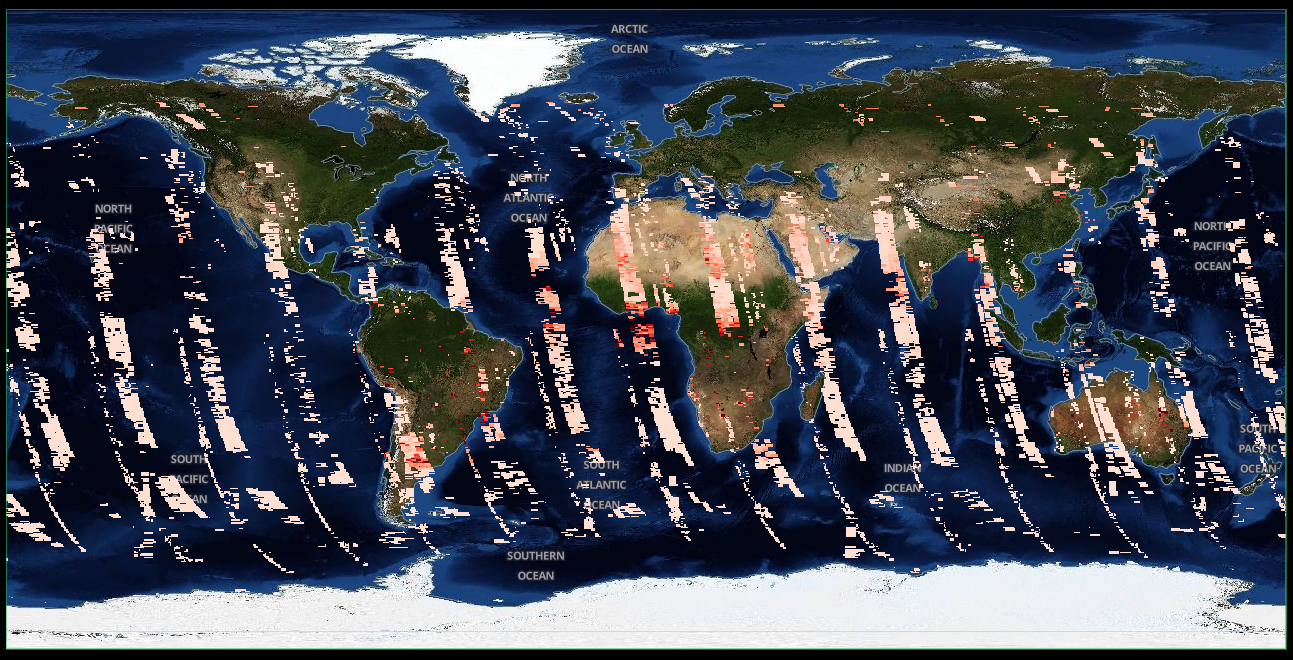 ARCTIC
OCEAN
NORTH
ATLANTIC
OCEAN
NORTH
PACIFIC
OCEAN
NORTH
PACIFIC
OCEAN
SOUTH
PACIFIC
OCEAN
SOUTH
PACIFIC
OCEAN
SOUTH
ATLANTIC
OCEAN
INDIAN
OCEAN
SOUTHERN
OCEAN